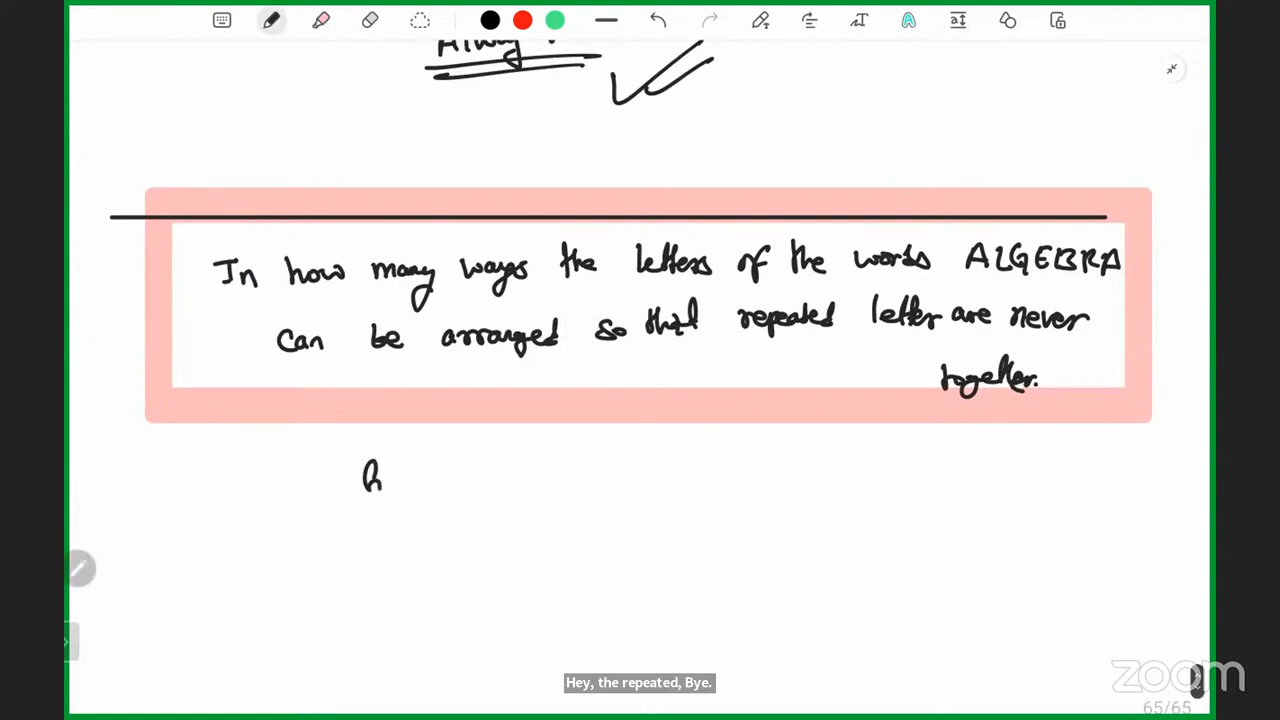 Always
In how many ways the letters of the words ALGEBRA
can be arranged so that repeated letter are never
together.
Hey, the repeated, Bye.
zoom
65/65